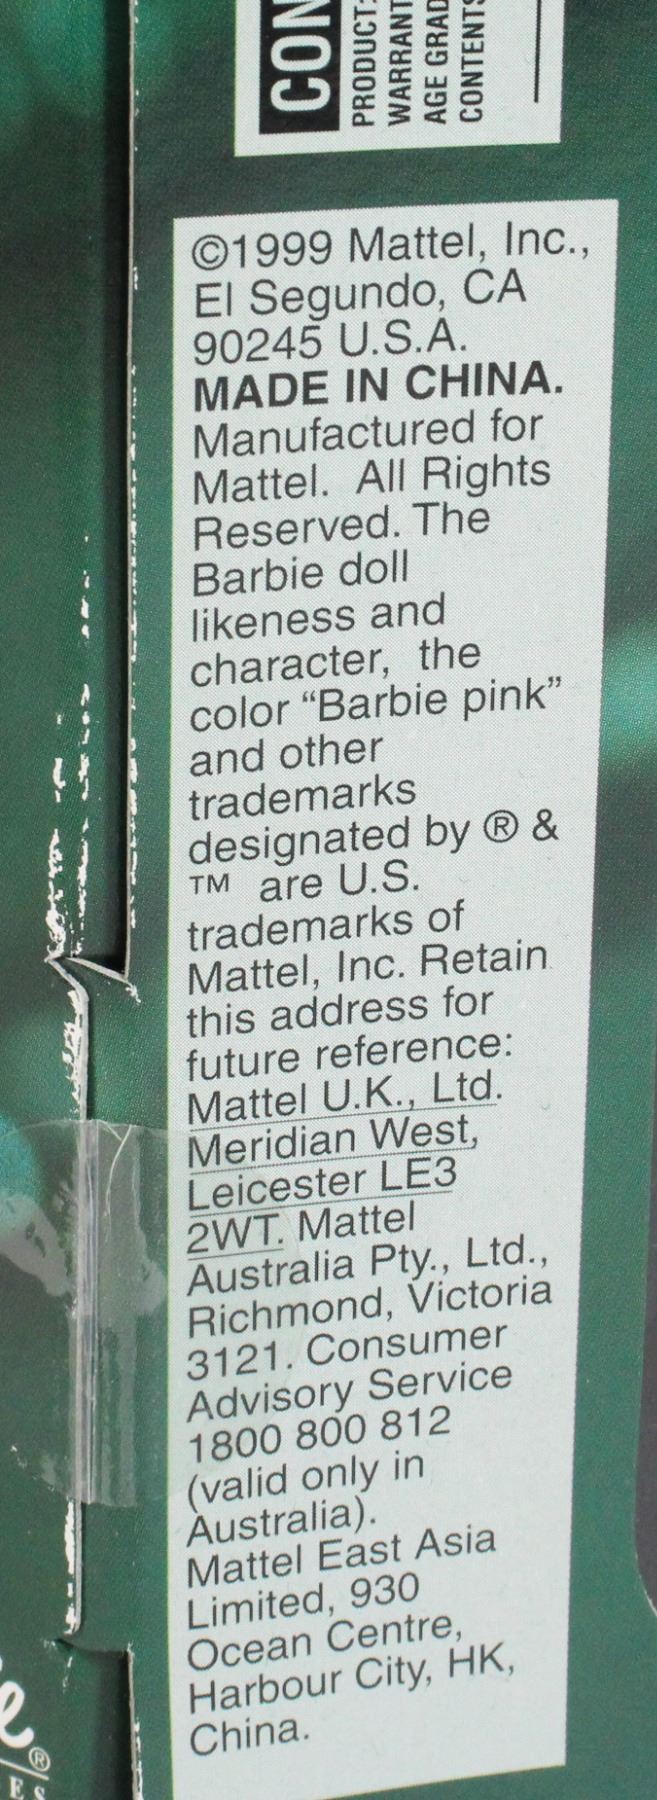 CON
PRODUCT:
WARRANT
AGE GRAD
CONTENTS
©1999 Mattel, Inc.,
El Segundo, CA
90245 U.S.A.
MADE IN CHINA.
Manufactured for
Mattel. All Rights
Reserved. The
Barbie doll
likeness and
character, the
color “Barbie pink”
and other
trademarks
designated by ® &
™ are U.S.
trademarks of
Mattel, Inc. Retain
this address for
future reference:
Mattel U.K., Ltd.
Meridian West,
Leicester LE3
2WT. Mattel
Australia Pty., Ltd.,
Richmond, Victoria
3121. Consumer
Advisory Service
1800 800 812
(valid only in
Australia).
Mattel East Asia
Limited, 930
Ocean Centre,
Harbour City, HK,
China.
e®
ES